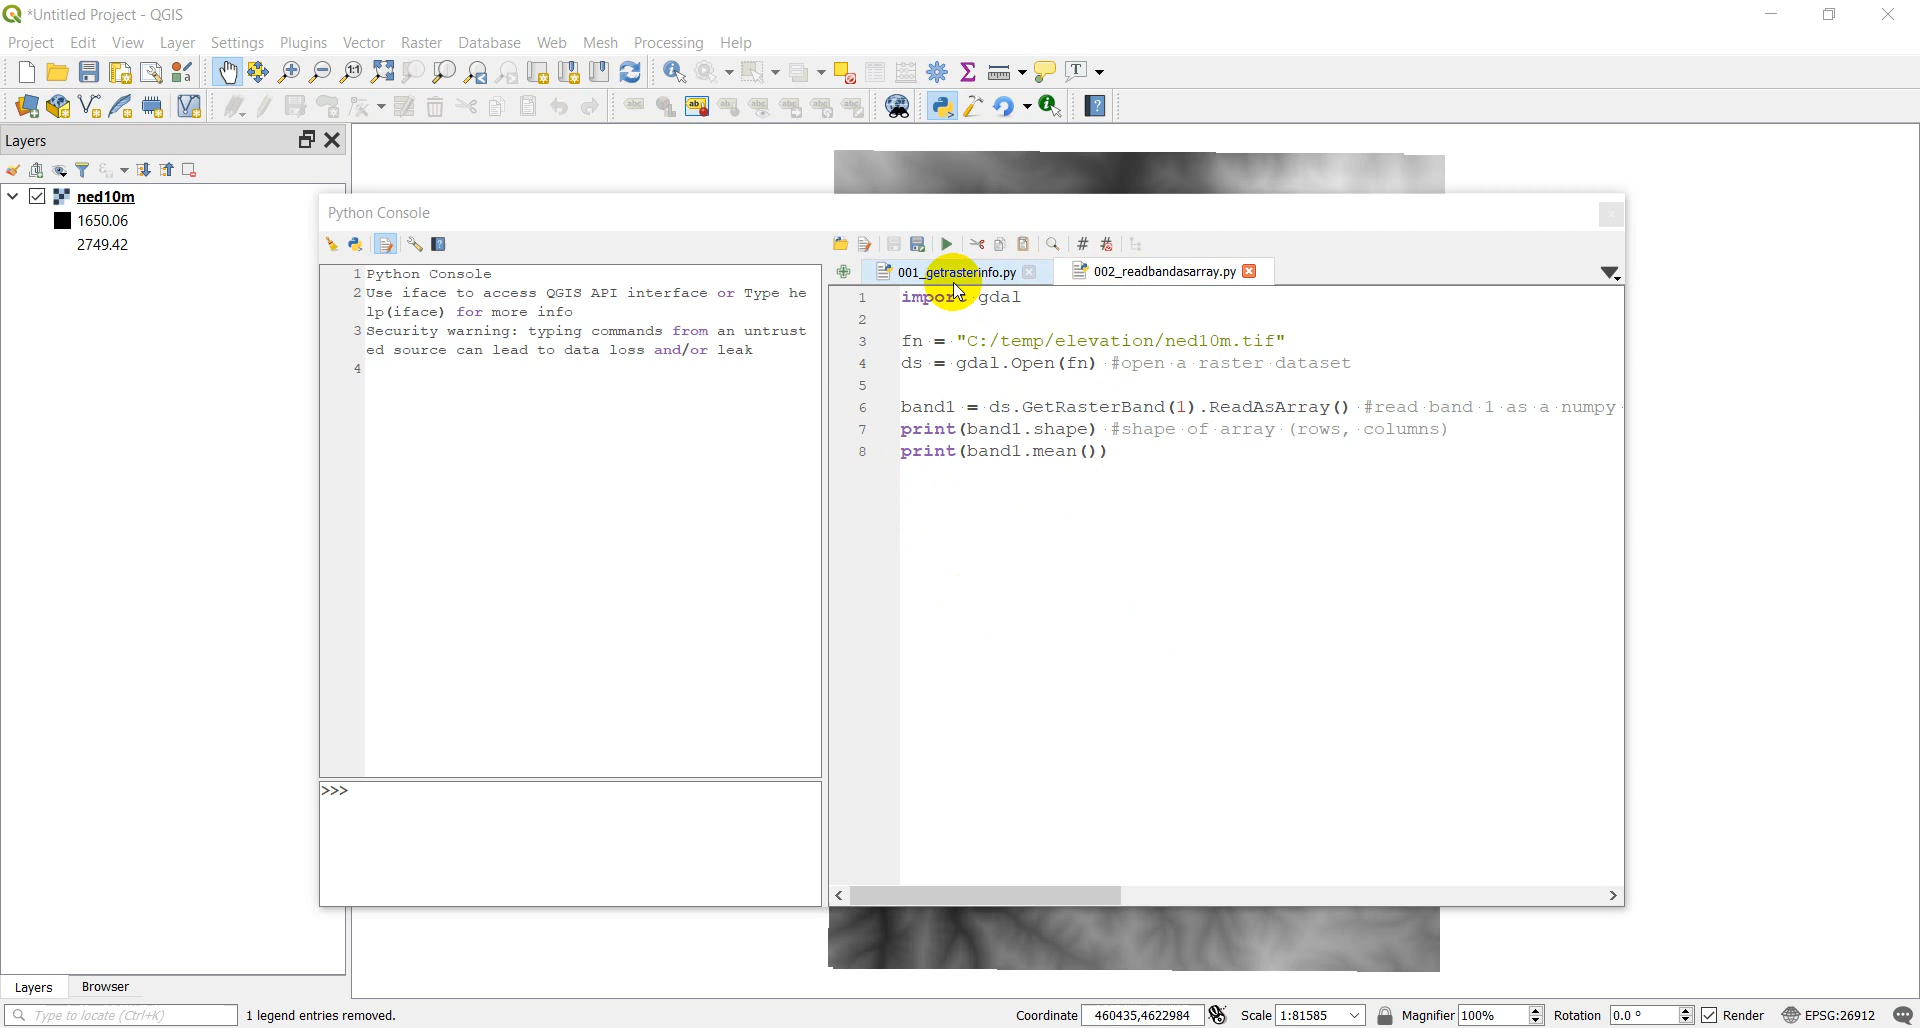 *Untitled Project - QGIS
Project Edit View Layer Settings Plugins Vector Raster Database Web Mesh Processing Help
Layers
ned10m
1650.06
2749.42
Python Console
001_getrasterinfo.py 002_readbandasarray.py
1 Python Console
2 Use iface to access QGIS API interface or Type he
lp(iface) for more info
3 Security warning: typing commands from an untrust
ed source can lead to data loss and/or leak
4
>>>
1 import gdal
2
3 fn = "C:/temp/elevation/ned10m.tif"
4 ds = gdal.Open(fn) #open a raster dataset
5
6 band1 = ds.GetRasterBand(1).ReadAsArray() #read band 1 as a numpy
7 print(band1.shape) #shape of array (rows, columns)
8 print(band1.mean())
Layers Browser
Type to locate (Ctrl+K) 1 legend entries removed. Coordinate 460435,4622984 Scale 1:81585 Magnifier 100% Rotation 0.0 ° Render EPSG:26912